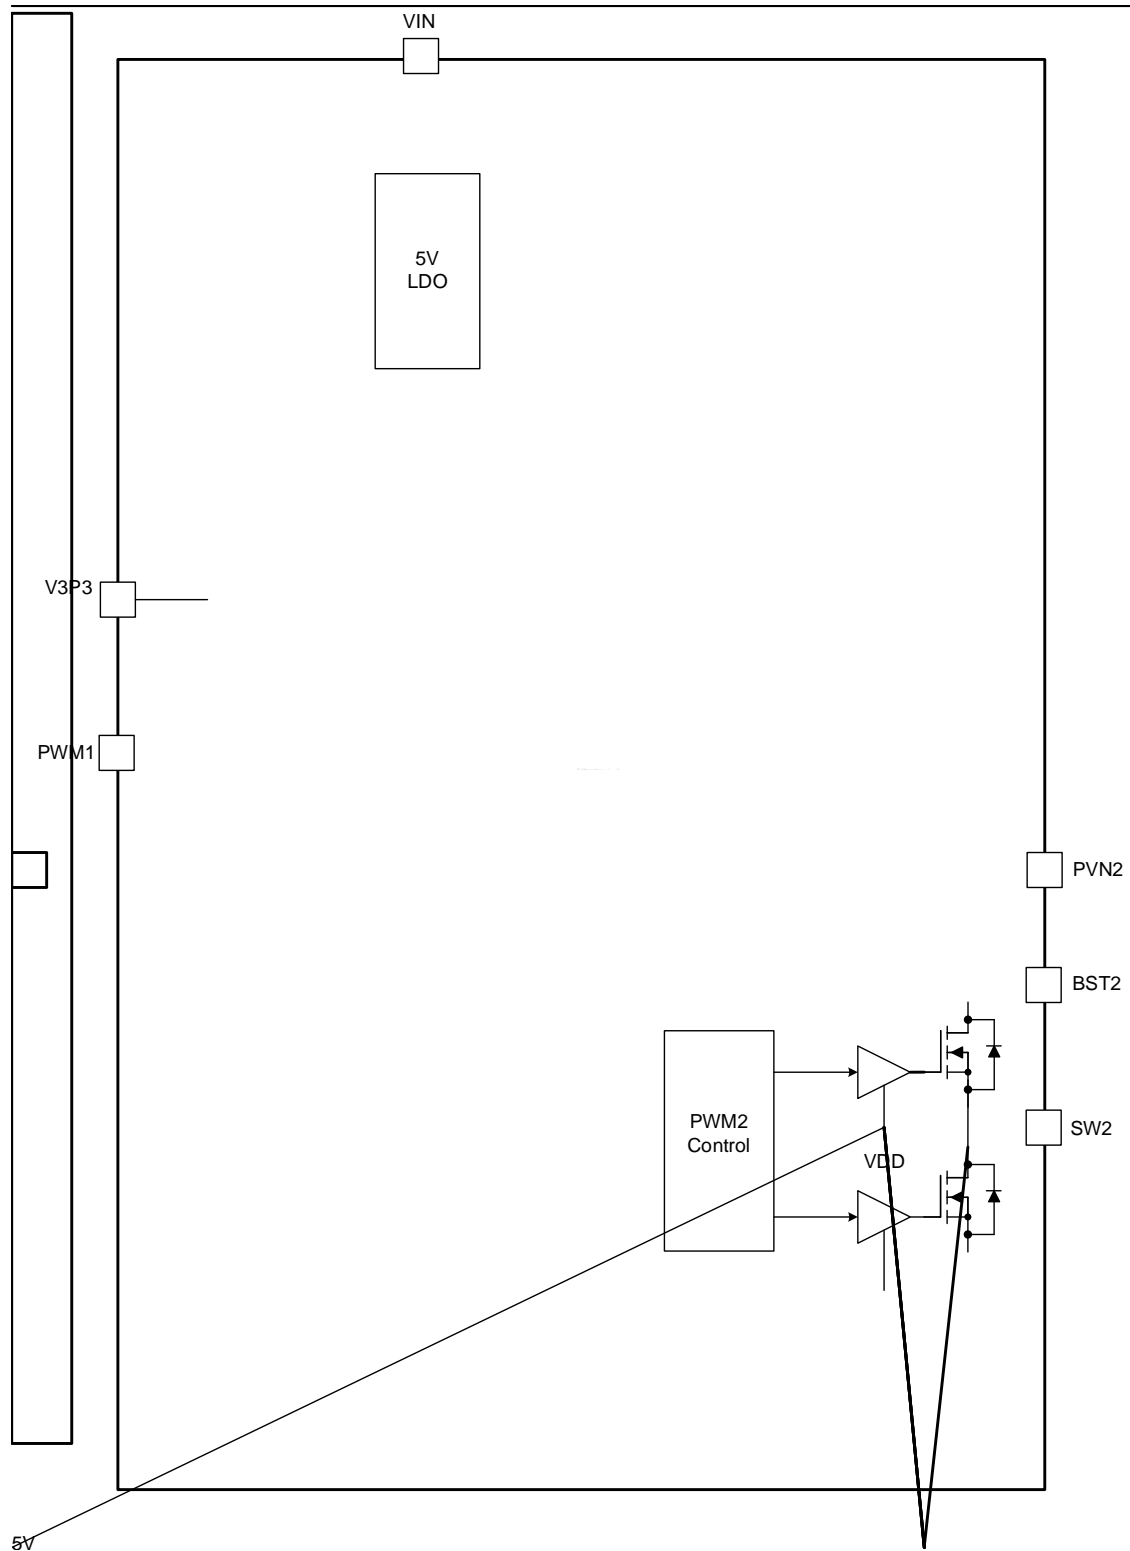 VIN
5V
LDO
V3P3
PWM1
PVN2
BST2
PWM2
Control
SW2
VDD
5V